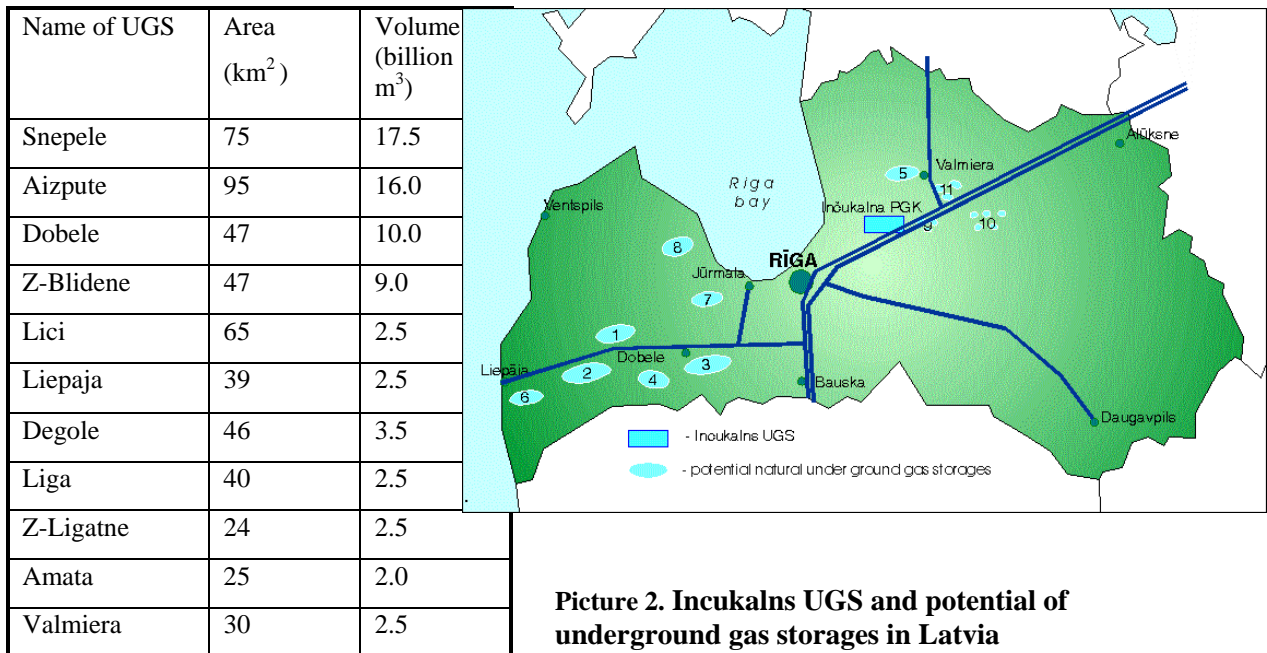 Name of UGS
Area
(km²)
Volume
(billion
m³)
Snepele 75 17.5
Aizpute 95 16.0
Dobele 47 10.0
Z-Blidene 47 9.0
Lici 65 2.5
Liepaja 39 2.5
Degole 46 3.5
Liga 40 2.5
Z-Ligatne 24 2.5
Amata 25 2.0
Valmiera 30 2.5
Alūksne
Valmiera
5
11
Riga
bay
Inčukalna PGK
9
10
Ventspils
8
RĪGA
Jūrmala
7
1
Dobele
3
Liepāja
2
4
6
Bauska
Daugavpils
- Incukalns UGS
- potential natural under ground gas storages
Picture 2. Incukalns UGS and potential of
underground gas storages in Latvia